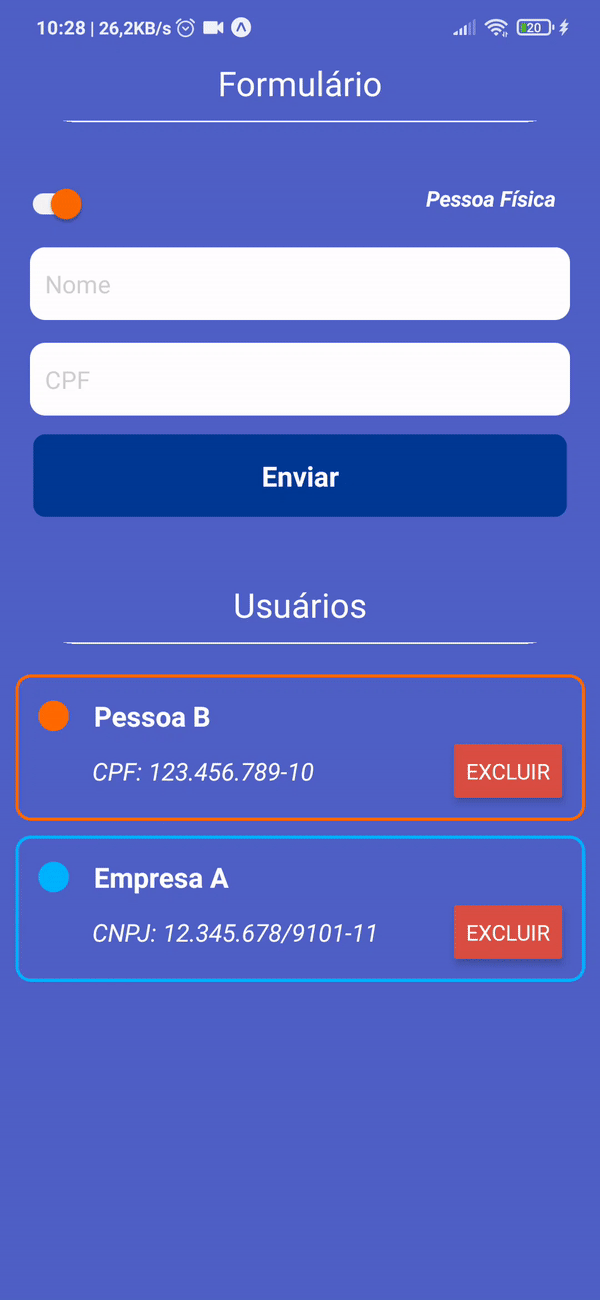 10:28 | 26,2KB/s
20
Formulário
Pessoa Física
Nome
CPF
Enviar
Usuários
Pessoa B
CPF: 123.456.789-10
EXCLUIR
Empresa A
CNPJ: 12.345.678/9101-11
EXCLUIR